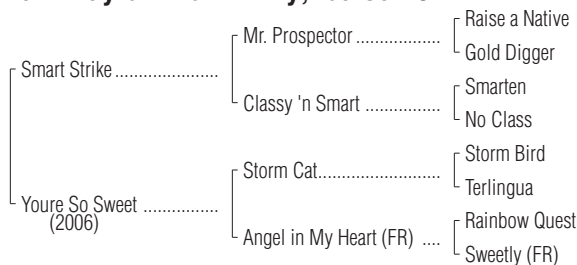 Raise a Native
Mr. Prospector ..................
Gold Digger
Smart Strike ......................
Smarten
Classy 'n Smart ................
No Class
Storm Bird
Storm Cat..........................
Terlingua
Youre So Sweet ................
(2006)
Rainbow Quest
Angel in My Heart (FR) ....
Sweetly (FR)